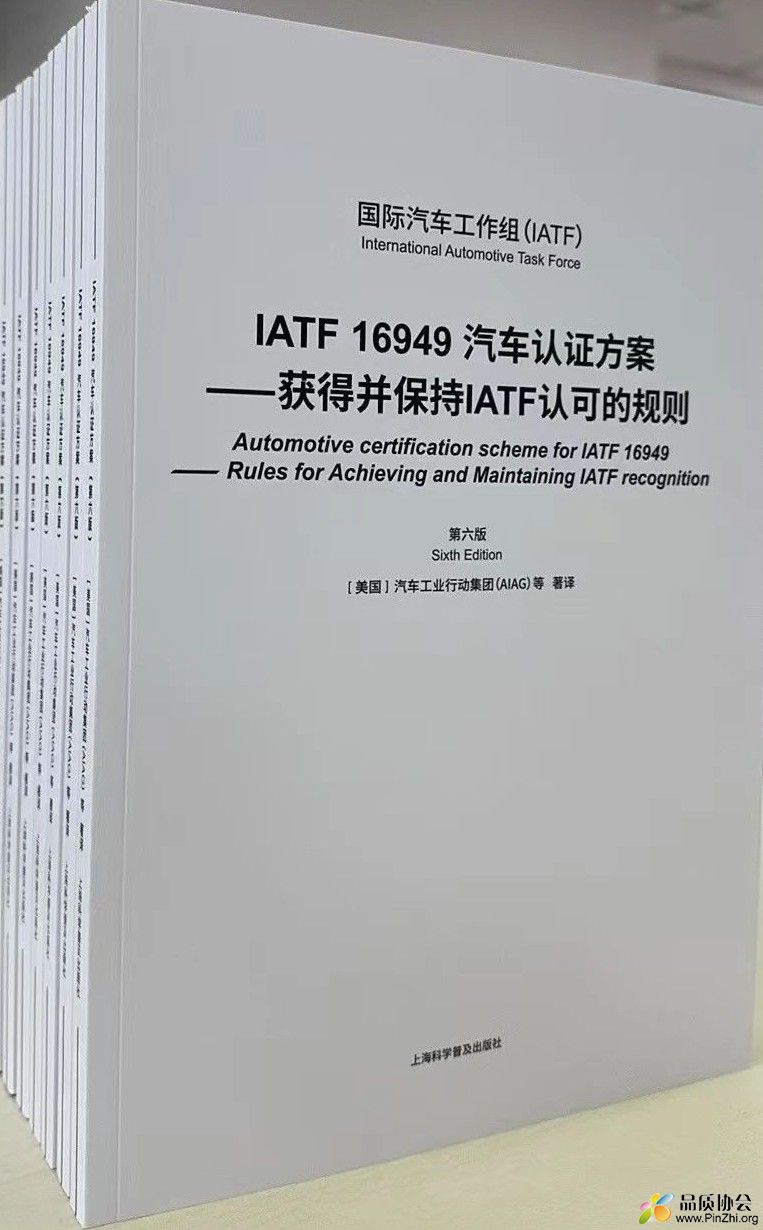 国际汽车工作组(IATF)
International Automotive Task Force
IATF 16949 汽车认证方案
——获得并保持IATF认可的规则
Automotive certification scheme for IATF 16949
—— Rules for Achieving and Maintaining IATF recognition
第六版
Sixth Edition
[美国] 汽车工业行动集团(AIAG)等 著译
上海科学普及出版社
品质协会
www.PinZhi.org